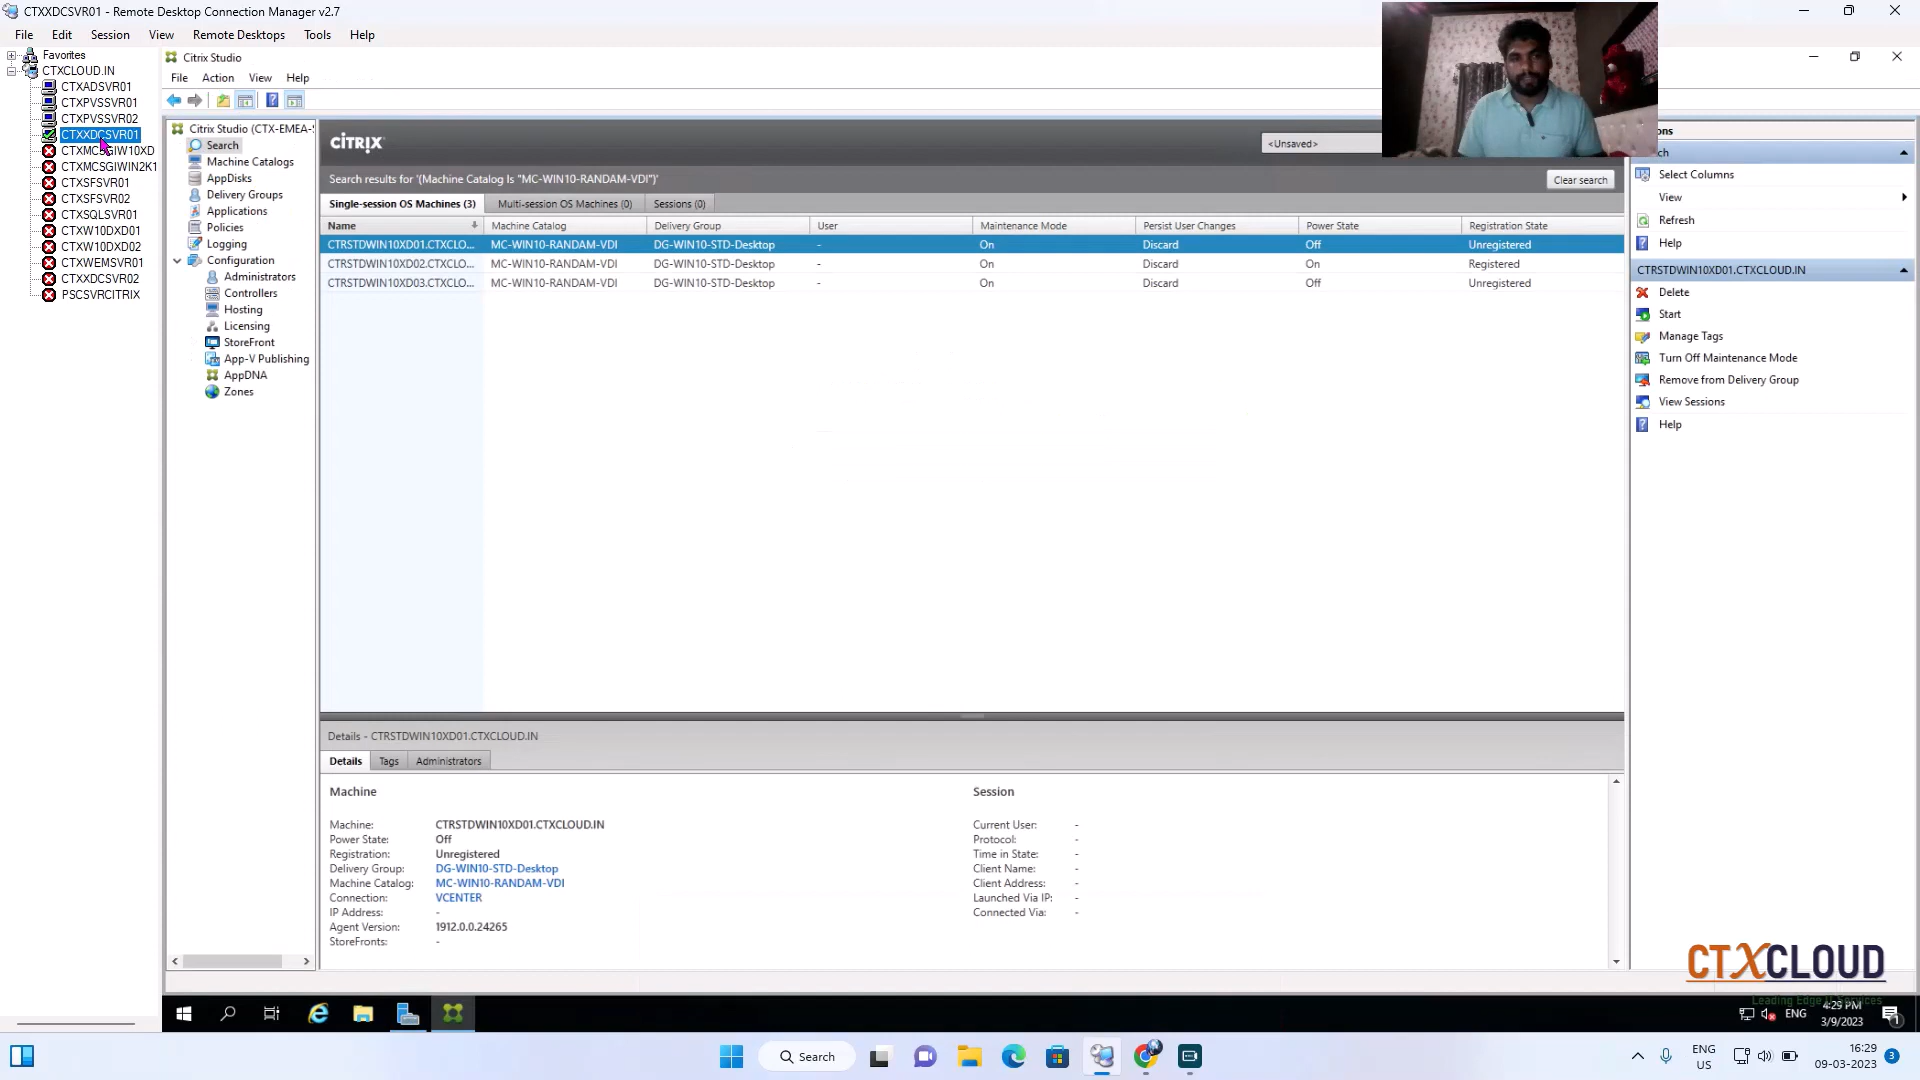 CTXXDCSVR01 - Remote Desktop Connection Manager v2.7
File Edit Session View Remote Desktops Tools Help
Favorites
CTXCLOUD.IN
CTXADSVR01
CTXPVSSVR01
CTXPVSSVR02
CTXXDCSVR01
CTXMCSGIW10XD
CTXMCSGIWIN2K1
CTXSFSVR01
CTXSFSVR02
CTXSQLSVR01
CTXW10DXD01
CTXW10DXD02
CTXWEMSVR01
CTXXDCSVR02
PSCSVRCITRIX
Citrix Studio
File Action View Help
Citrix Studio (CTX-EMEA-S
Search
Machine Catalogs
AppDisks
Delivery Groups
Applications
Policies
Logging
Configuration
Administrators
Controllers
Hosting
Licensing
StoreFront
App-V Publishing
AppDNA
Zones
CITRIX
<Unsaved>
Search results for '(Machine Catalog Is "MC-WIN10-RANDAM-VDI")'
Clear search
Single-session OS Machines (3) Multi-session OS Machines (0) Sessions (0)
Name Machine Catalog Delivery Group User Maintenance Mode Persist User Changes Power State Registration State
CTRSTDWIN10XD01.CTXCLO... MC-WIN10-RANDAM-VDI DG-WIN10-STD-Desktop - On Discard Off Unregistered
CTRSTDWIN10XD02.CTXCLO... MC-WIN10-RANDAM-VDI DG-WIN10-STD-Desktop - On Discard On Registered
CTRSTDWIN10XD03.CTXCLO... MC-WIN10-RANDAM-VDI DG-WIN10-STD-Desktop - On Discard Off Unregistered
Details - CTRSTDWIN10XD01.CTXCLOUD.IN
Details Tags Administrators
Machine
Machine: CTRSTDWIN10XD01.CTXCLOUD.IN
Power State: Off
Registration: Unregistered
Delivery Group: DG-WIN10-STD-Desktop
Machine Catalog: MC-WIN10-RANDAM-VDI
Connection: VCENTER
IP Address: -
Agent Version: 1912.0.0.24265
StoreFronts: -
Session
Current User: -
Protocol: -
Time in State: -
Client Name: -
Client Address: -
Launched Via IP: -
Connected Via: -
ons
ch
Select Columns
View
Refresh
Help
CTRSTDWIN10XD01.CTXCLOUD.IN
Delete
Start
Manage Tags
Turn Off Maintenance Mode
Remove from Delivery Group
View Sessions
Help
CTXCLOUD
Leading Edge IT Services
ENG
4:29 PM
3/9/2023
1
Search
ENG
US
16:29
09-03-2023
3